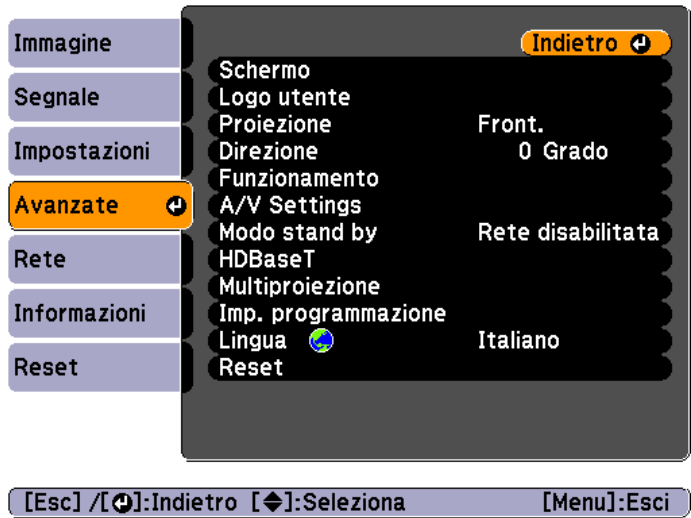 Immagine
Segnale
Impostazioni
Avanzate
Rete
Informazioni
Reset
Indietro
Schermo
Logo utente
Proiezione Front.
Direzione 0 Grado
Funzionamento
A/V Settings
Modo stand by Rete disabilitata
HDBaseT
Multiproiezione
Imp. programmazione
Lingua Italiano
Reset
[Esc] /[⏎]:Indietro [◆]:Seleziona [Menu]:Esci